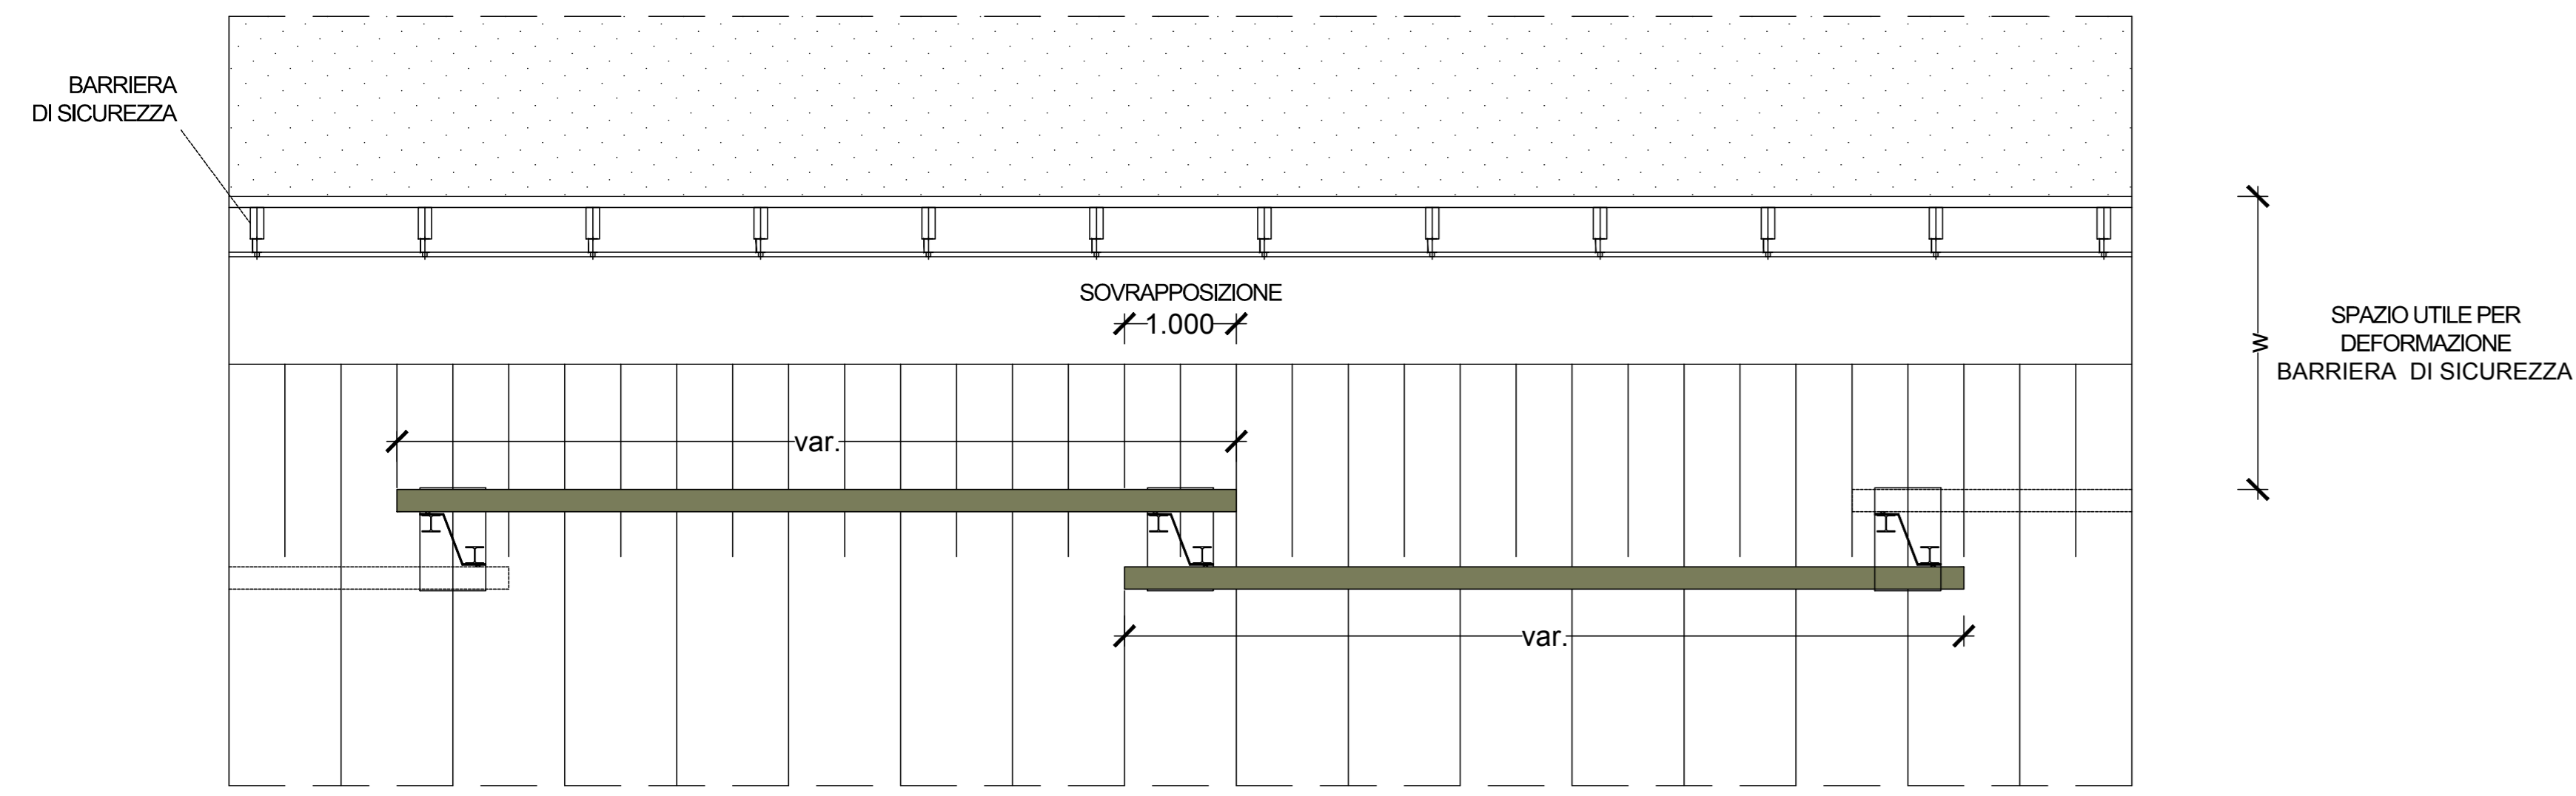 BARRIERA
DI SICUREZZA
SOVRAPPOSIZIONE
1.000
W
SPAZIO UTILE PER
DEFORMAZIONE
BARRIERA DI SICUREZZA
var.
var.